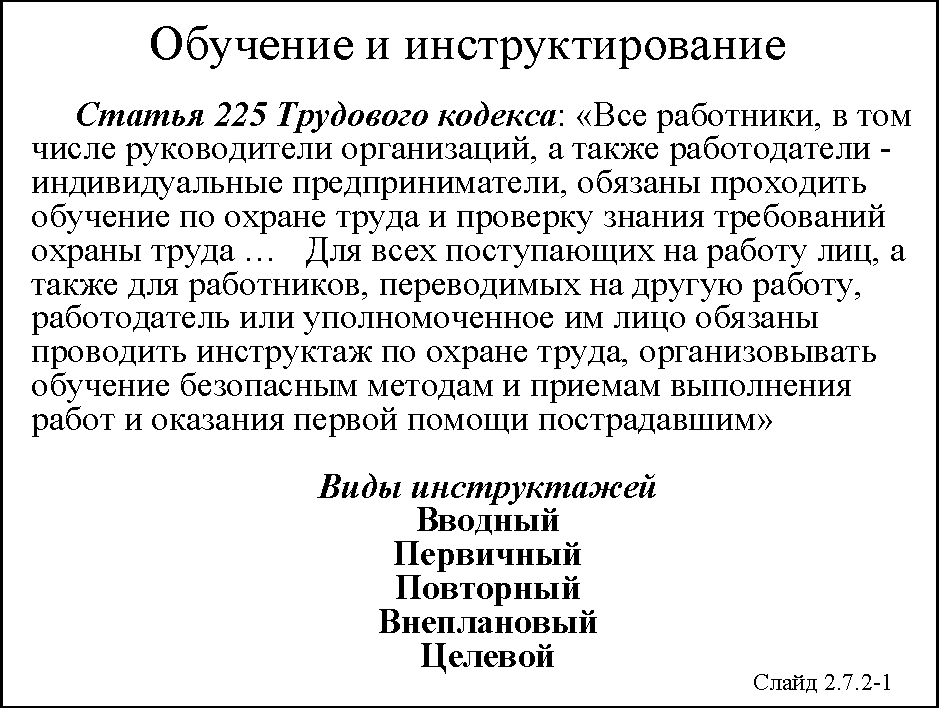 Обучение и инструктирование
Статья 225 Трудового кодекса: «Все работники, в том
числе руководители организаций, а также работодатели -
индивидуальные предприниматели, обязаны проходить
обучение по охране труда и проверку знания требований
охраны труда … Для всех поступающих на работу лиц, а
также для работников, переводимых на другую работу,
работодатель или уполномоченное им лицо обязаны
проводить инструктаж по охране труда, организовывать
обучение безопасным методам и приемам выполнения
работ и оказания первой помощи пострадавшим»
Виды инструктажей
Вводный
Первичный
Повторный
Внеплановый
Целевой
Слайд 2.7.2-1